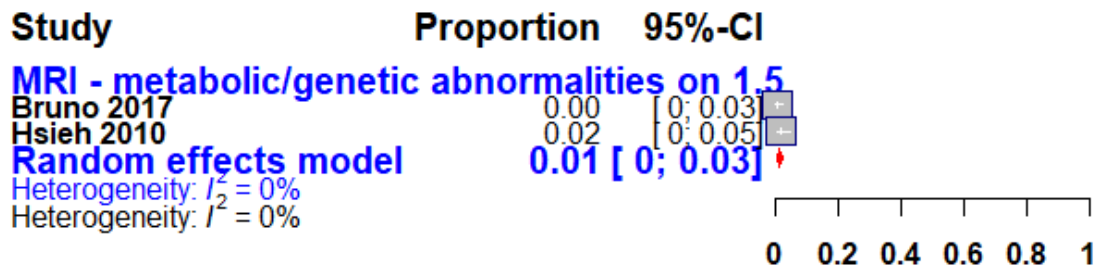 Study Proportion 95%-CI
MRI - metabolic/genetic abnormalities on 1.5
Bruno 2017 0.00 [ 0; 0.03]
Hsieh 2010 0.02 [ 0; 0.05]
Random effects model 0.01 [ 0; 0.03]
Heterogeneity: I² = 0%
Heterogeneity: I² = 0%
0 0.2 0.4 0.6 0.8 1